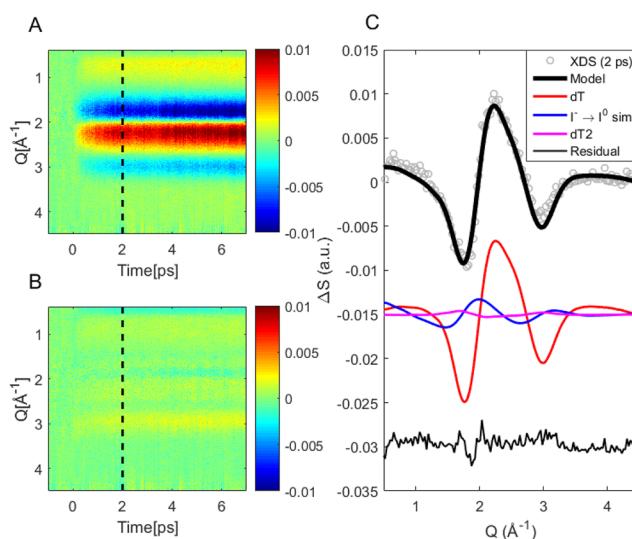 A
Q[Å⁻¹]
1
2
3
4
0
2
4
6
Time[ps]
0.01
0.005
0
-0.005
-0.01
B
Q[Å⁻¹]
1
2
3
4
0
2
4
6
Time[ps]
0.01
0.005
0
-0.005
-0.01
C
ΔS (a.u.)
0.015
0.01
0.005
0
-0.005
-0.01
-0.015
-0.02
-0.025
-0.03
-0.035
1
2
3
4
Q (Å⁻¹)
XDS (2 ps)
Model
dT
I⁻ → I⁰ sim
dT2
Residual